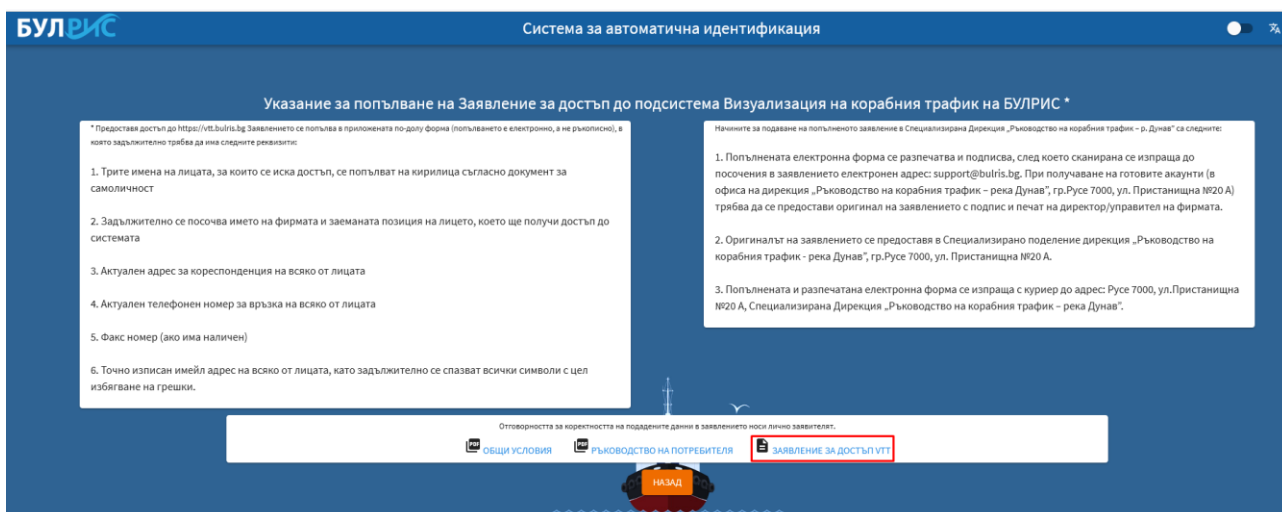 БУЛРИС
Система за автоматична идентификация
Указание за попълване на Заявление за достъп до подсистема Визуализация на корабния трафик на БУЛРИС *
* Предоставя достъп до https://vtt.bulris.bg Заявлението се попълва в приложената по-долу форма (попълването е електронно, а не ръкописно), в
която задължително трябва да има следните реквизити:
1. Трите имена на лицата, за които се иска достъп, се попълват на кирилица съгласно документ за
самоличност
2. Задължително се посочва името на фирмата и заеманата позиция на лицето, което ще получи достъп до
системата
3. Актуален адрес за кореспонденция на всяко от лицата
4. Актуален телефонен номер за връзка на всяко от лицата
5. Факс номер (ако има наличен)
6. Точно изписан имейл адрес на всяко от лицата, като задължително се спазват всички символи с цел
избягване на грешки.
Начините за подаване на попълненото заявление в Специализирана Дирекция „Ръководство на корабния трафик – р. Дунав" са следните:
1. Попълнената електронна форма се разпечатва и подписва, след което сканирана се изпраща до
посочения в заявлението електронен адрес: support@bulris.bg. При получаване на готовите акаунти (в
офиса на дирекция „Ръководство на корабния трафик – река Дунав", гр.Русе 7000, ул. Пристанищна №20 А)
трябва да се предостави оригинал на заявлението с подпис и печат на директор/управител на фирмата.
2. Оригиналът на заявлението се предоставя в Специализирано поделение дирекция „Ръководство на
корабния трафик - река Дунав", гр.Русе 7000, ул. Пристанищна №20 А.
3. Попълнената и разпечатана електронна форма се изпраща с куриер до адрес: Русе 7000, ул.Пристанищна
№20 А, Специализирана Дирекция „Ръководство на корабния трафик – река Дунав".
Отговорността за коректността на подадените данни в заявлението носи лично заявителят.
PDF ОБЩИ УСЛОВИЯ PDF РЪКОВОДСТВО НА ПОТРЕБИТЕЛЯ ЗАЯВЛЕНИЕ ЗА ДОСТЪП VTT
НАЗАД